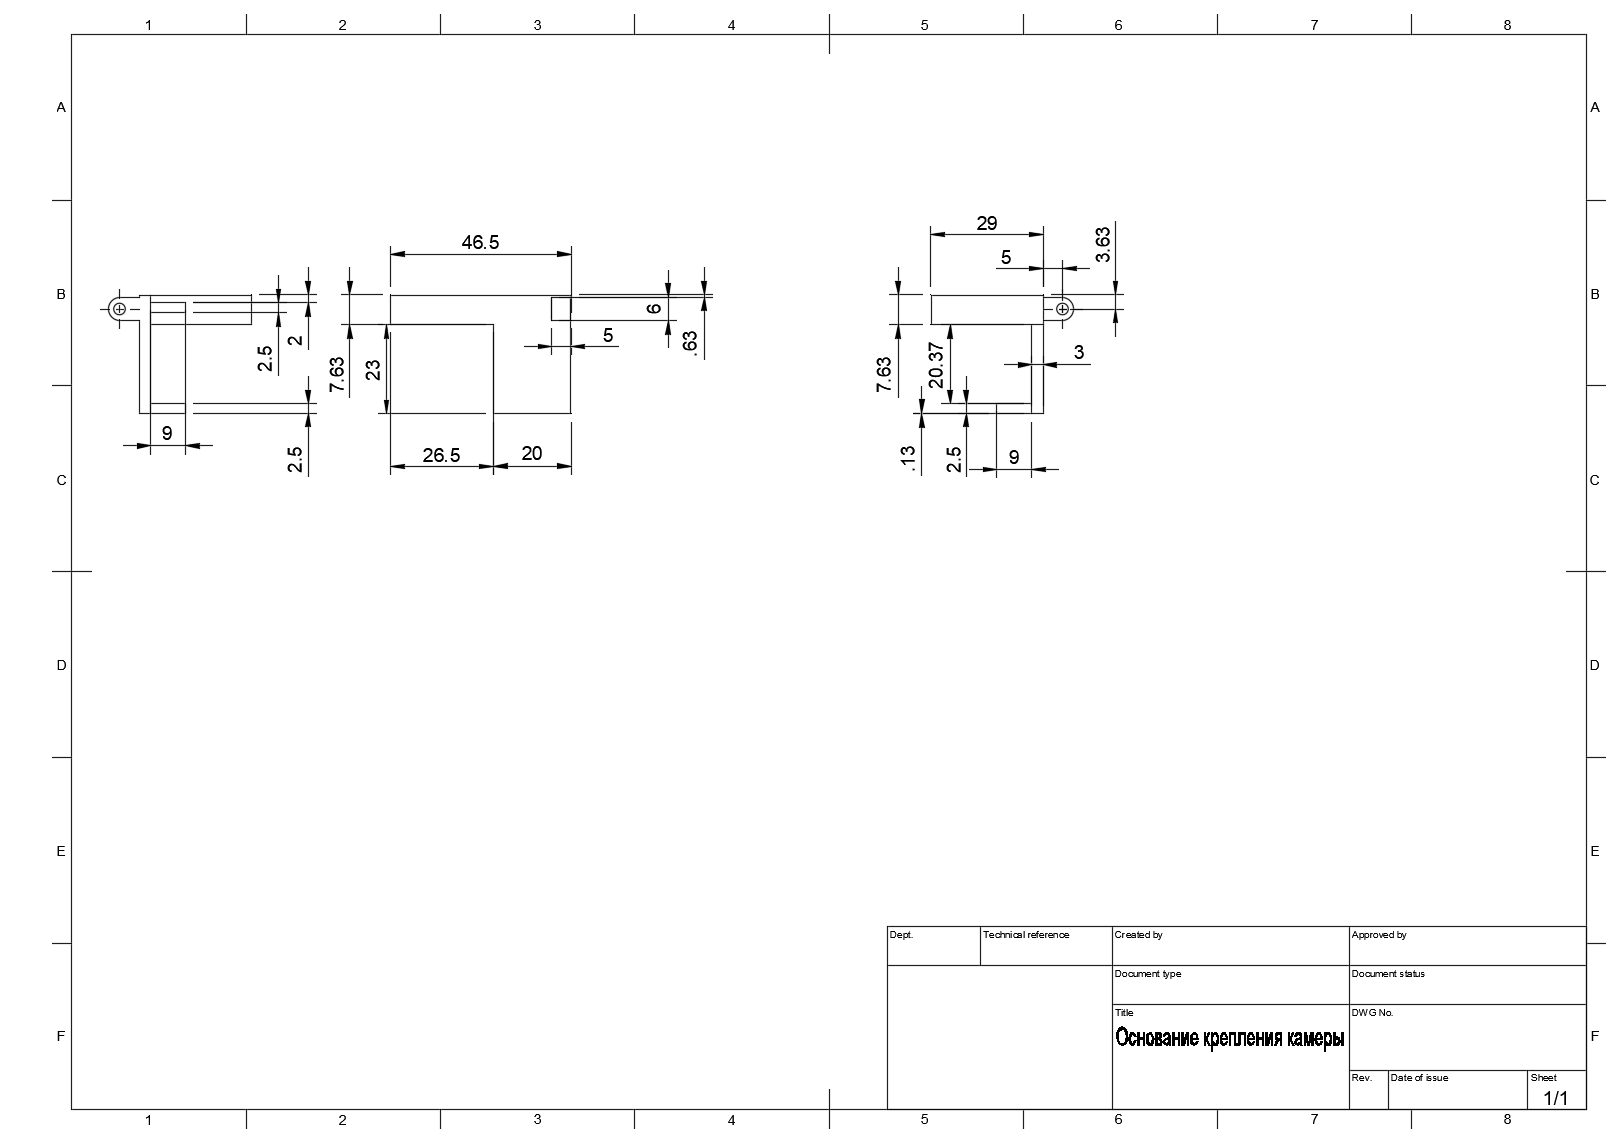 1 2 3 4 5 6 7 8
A A
29
3.63
46.5
5
B B
6
5
.63
2
2.5
7.63
23
3
20.37
7.63
9
26.5
20
2.5
.13
2.5
9
C C
D D
E E
Dept.
Technical reference
Created by
Approved by
Document type
Document status
Title
DWG No.
Основание крепления камеры
F F
Rev.
Date of issue
Sheet
1/1
1 2 3 4 5 6 7 8